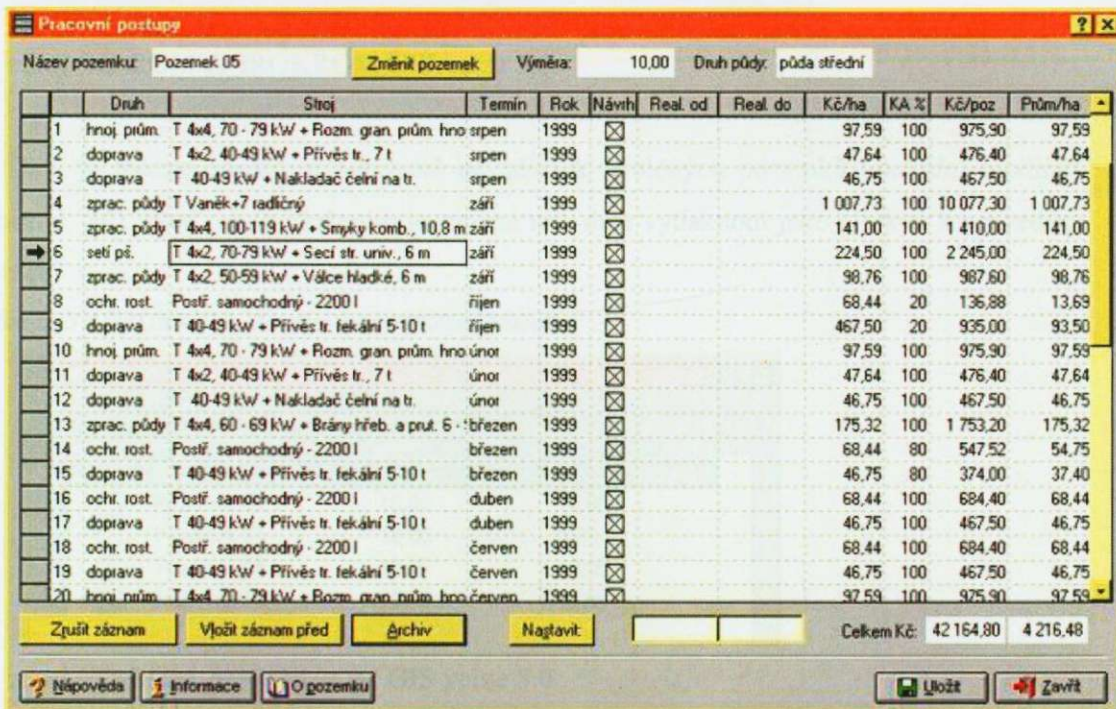 Pracovní postupy
Název pozemku: Pozemek 05 Změnit pozemek Výměra: 10,00 Druh půdy: půda střední
Druh Stroj Termín Rok Návrh Real. od Real. do Kč/ha KA % Kč/poz Prům/ha
1 hnoj. prům. T 4x4, 70 - 79 kW + Rozm. gran. prům. hno srpen 1999 97,59 100 975,90 97,59
2 doprava T 4x2, 40-49 kW + Přívěs tr., 7 t srpen 1999 47,64 100 476,40 47,64
3 doprava T 40-49 kW + Nakladač čelní na tr. srpen 1999 46,75 100 467,50 46,75
4 zprac. půdy T Vaněk+7 radličný září 1999 1 007,73 100 10 077,30 1 007,73
5 zprac. půdy T 4x4, 100-119 kW + Smyky komb., 10,8 m září 1999 141,00 100 1 410,00 141,00
6 setí pš. T 4x2, 70-79 kW + Secí str. univ., 6 m září 1999 224,50 100 2 245,00 224,50
7 zprac. půdy T 4x2, 50-59 kW + Válce hladké, 6 m září 1999 98,76 100 987,60 98,76
8 ochr. rost. Postř. samochodný - 2200 l říjen 1999 68,44 20 136,88 13,69
9 doprava T 40-49 kW + Přívěs tr. fekální 5-10 t říjen 1999 467,50 20 935,00 93,50
10 hnoj. prům. T 4x4, 70 - 79 kW + Rozm. gran. prům. hno únor 1999 97,59 100 975,90 97,59
11 doprava T 4x2, 40-49 kW + Přívěs tr., 7 t únor 1999 47,64 100 476,40 47,64
12 doprava T 40-49 kW + Nakladač čelní na tr. únor 1999 46,75 100 467,50 46,75
13 zprac. půdy T 4x4, 60 - 69 kW + Brány hřeb. a prut. 6 - březen 1999 175,32 100 1 753,20 175,32
14 ochr. rost. Postř. samochodný - 2200 l březen 1999 68,44 80 547,52 54,75
15 doprava T 40-49 kW + Přívěs tr. fekální 5-10 t březen 1999 46,75 80 374,00 37,40
16 ochr. rost. Postř. samochodný - 2200 l duben 1999 68,44 100 684,40 68,44
17 doprava T 40-49 kW + Přívěs tr. fekální 5-10 t duben 1999 46,75 100 467,50 46,75
18 ochr. rost. Postř. samochodný - 2200 l červen 1999 68,44 100 684,40 68,44
19 doprava T 40-49 kW + Přívěs tr. fekální 5-10 t červen 1999 46,75 100 467,50 46,75
20 hnoj. prům. T 4x4, 70 - 79 kW + Rozm. gran. prům. hno červen 1999 97,59 100 975,90 97,59
Zrušit záznam Vložit záznam před Archiv Nastavit: Celkem Kč: 42 164,80 4 216,48
Nápověda Informace O pozemku Uložit Zavřít